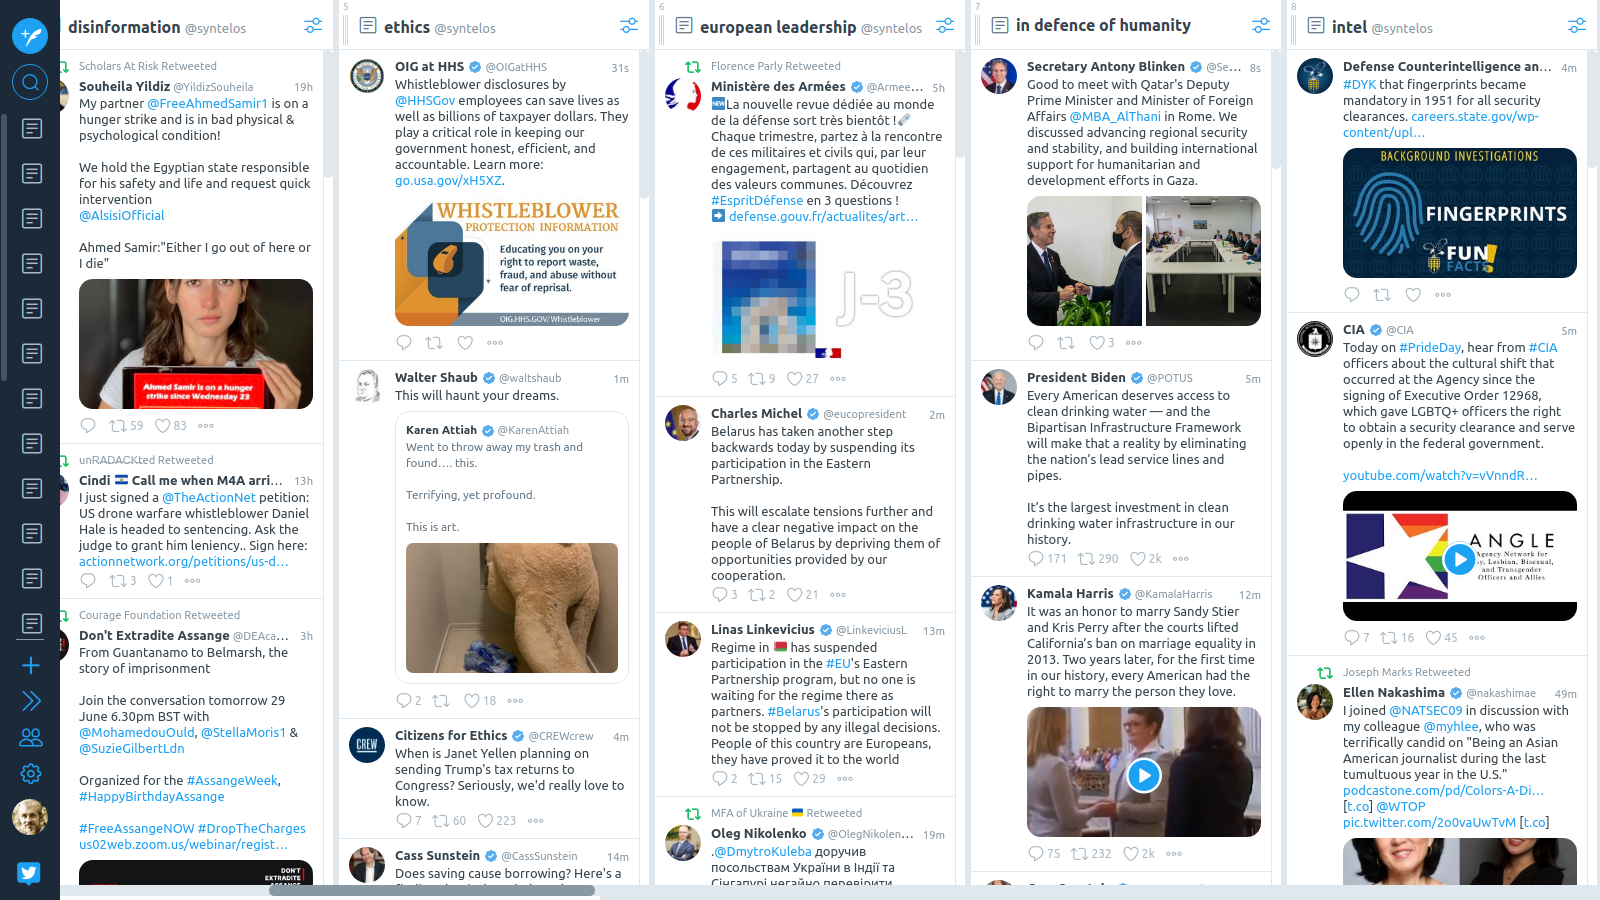 disinformation @syntelos
Scholars At Risk Retweeted
Souheila Yildiz @YildizSouheila 19h
My partner @FreeAhmedSamir1 is on a
hunger strike and is in bad physical &
psychological condition!
We hold the Egyptian state responsible
for his safety and life and request quick
intervention
@AlsisiOfficial
Ahmed Samir:"Either I go out of here or
I die"
Ahmed Samir is on a hunger
strike since Wednesday 23
59 83
unRADACKted Retweeted
Cindi Call me when M4A arri... 13h
I just signed a @TheActionNet petition:
US drone warfare whistleblower Daniel
Hale is headed to sentencing. Ask the
judge to grant him leniency.. Sign here:
actionnetwork.org/petitions/us-d…
3 1
Courage Foundation Retweeted
Don't Extradite Assange @DEAca... 3h
From Guantanamo to Belmarsh, the
story of imprisonment
Join the conversation tomorrow 29
June 6.30pm BST with
@MohamedouOuld, @StellaMoris1 &
@SuzieGilbertLdn
Organized for the #AssangeWeek,
#HappyBirthdayAssange
#FreeAssangeNOW #DropTheCharges
us02web.zoom.us/webinar/regist…
DON'T
EXTRADITE
ASSANGE
5
ethics @syntelos
OIG at HHS @OIGatHHS 31s
Whistleblower disclosures by
@HHSGov employees can save lives as
well as billions of taxpayer dollars. They
play a critical role in keeping our
government honest, efficient, and
accountable. Learn more:
go.usa.gov/xH5XZ.
WHISTLEBLOWER
PROTECTION INFORMATION
Educating you on your
right to report waste,
fraud, and abuse without
fear of reprisal.
OIG.HHS.GOV/Whistleblower
Walter Shaub @waltshaub 1m
This will haunt your dreams.
Karen Attiah @KarenAttiah
Went to throw away my trash and
found.... this.
Terrifying, yet profound.
This is art.
2 18
CREW
Citizens for Ethics @CREWcrew 4m
When is Janet Yellen planning on
sending Trump's tax returns to
Congress? Seriously, we'd really love to
know.
7 60 223
Cass Sunstein @CassSunstein 14m
Does saving cause borrowing? Here's a
6
european leadership @syntelos
Florence Parly Retweeted
Ministère des Armées @Armee... 5h
NEW La nouvelle revue dédiée au monde
de la défense sort très bientôt !
Chaque trimestre, partez à la rencontre
de ces militaires et civils qui, par leur
engagement, partagent au quotidien
des valeurs communes. Découvrez
#EspritDéfense en 3 questions !
defense.gouv.fr/actualites/art…
J-3
5 9 27
Charles Michel @eucopresident 2m
Belarus has taken another step
backwards today by suspending its
participation in the Eastern
Partnership.
This will escalate tensions further and
have a clear negative impact on the
people of Belarus by depriving them of
opportunities provided by our
cooperation.
3 2 21
Linas Linkevicius @LinkeviciusL 13m
Regime in has suspended
participation in the #EU's Eastern
Partnership program, but no one is
waiting for the regime there as
partners. #Belarus's participation will
not be stopped by any illegal decisions.
People of this country are Europeans,
they have proved it to the world
2 15 29
MFA of Ukraine Retweeted
Oleg Nikolenko @OlegNikolen... 19m
.@DmytroKuleba доручив
посольствам України в Індії та
Сінгапурі негайно перевірити
7
in defence of humanity
Secretary Antony Blinken @Se... 8s
Good to meet with Qatar's Deputy
Prime Minister and Minister of Foreign
Affairs @MBA_AlThani in Rome. We
discussed advancing regional security
and stability, and building international
support for humanitarian and
development efforts in Gaza.
3
President Biden @POTUS 5m
Every American deserves access to
clean drinking water — and the
Bipartisan Infrastructure Framework
will make that a reality by eliminating
the nation's lead service lines and
pipes.
It's the largest investment in clean
drinking water infrastructure in our
history.
171 290 2k
Kamala Harris @KamalaHarris 12m
It was an honor to marry Sandy Stier
and Kris Perry after the courts lifted
California's ban on marriage equality in
2013. Two years later, for the first time
in our history, every American had the
right to marry the person they love.
75 232 2k
8
intel @syntelos
Defense Counterintelligence an... 4m
#DYK that fingerprints became
mandatory in 1951 for all security
clearances. careers.state.gov/wp-
content/upl…
BACKGROUND INVESTIGATIONS
FINGERPRINTS
FUN
FACTS!
CIA @CIA 5m
Today on #PrideDay, hear from #CIA
officers about the cultural shift that
occurred at the Agency since the
signing of Executive Order 12968,
which gave LGBTQ+ officers the right
to obtain a security clearance and serve
openly in the federal government.
youtube.com/watch?v=vVnndR…
ANGLE
Agency Network for
Lesbian, Bisexual,
and Transgender
Officers and Allies
7 16 45
Joseph Marks Retweeted
Ellen Nakashima @nakashimae 49m
I joined @NATSEC09 in discussion with
my colleague @myhlee, who was
terrifically candid on "Being an Asian
American journalist during the last
tumultuous year in the U.S."
podcastone.com/pd/Colors-A-Di…
[t.co] @WTOP
pic.twitter.com/2o0vaUwTvM [t.co]